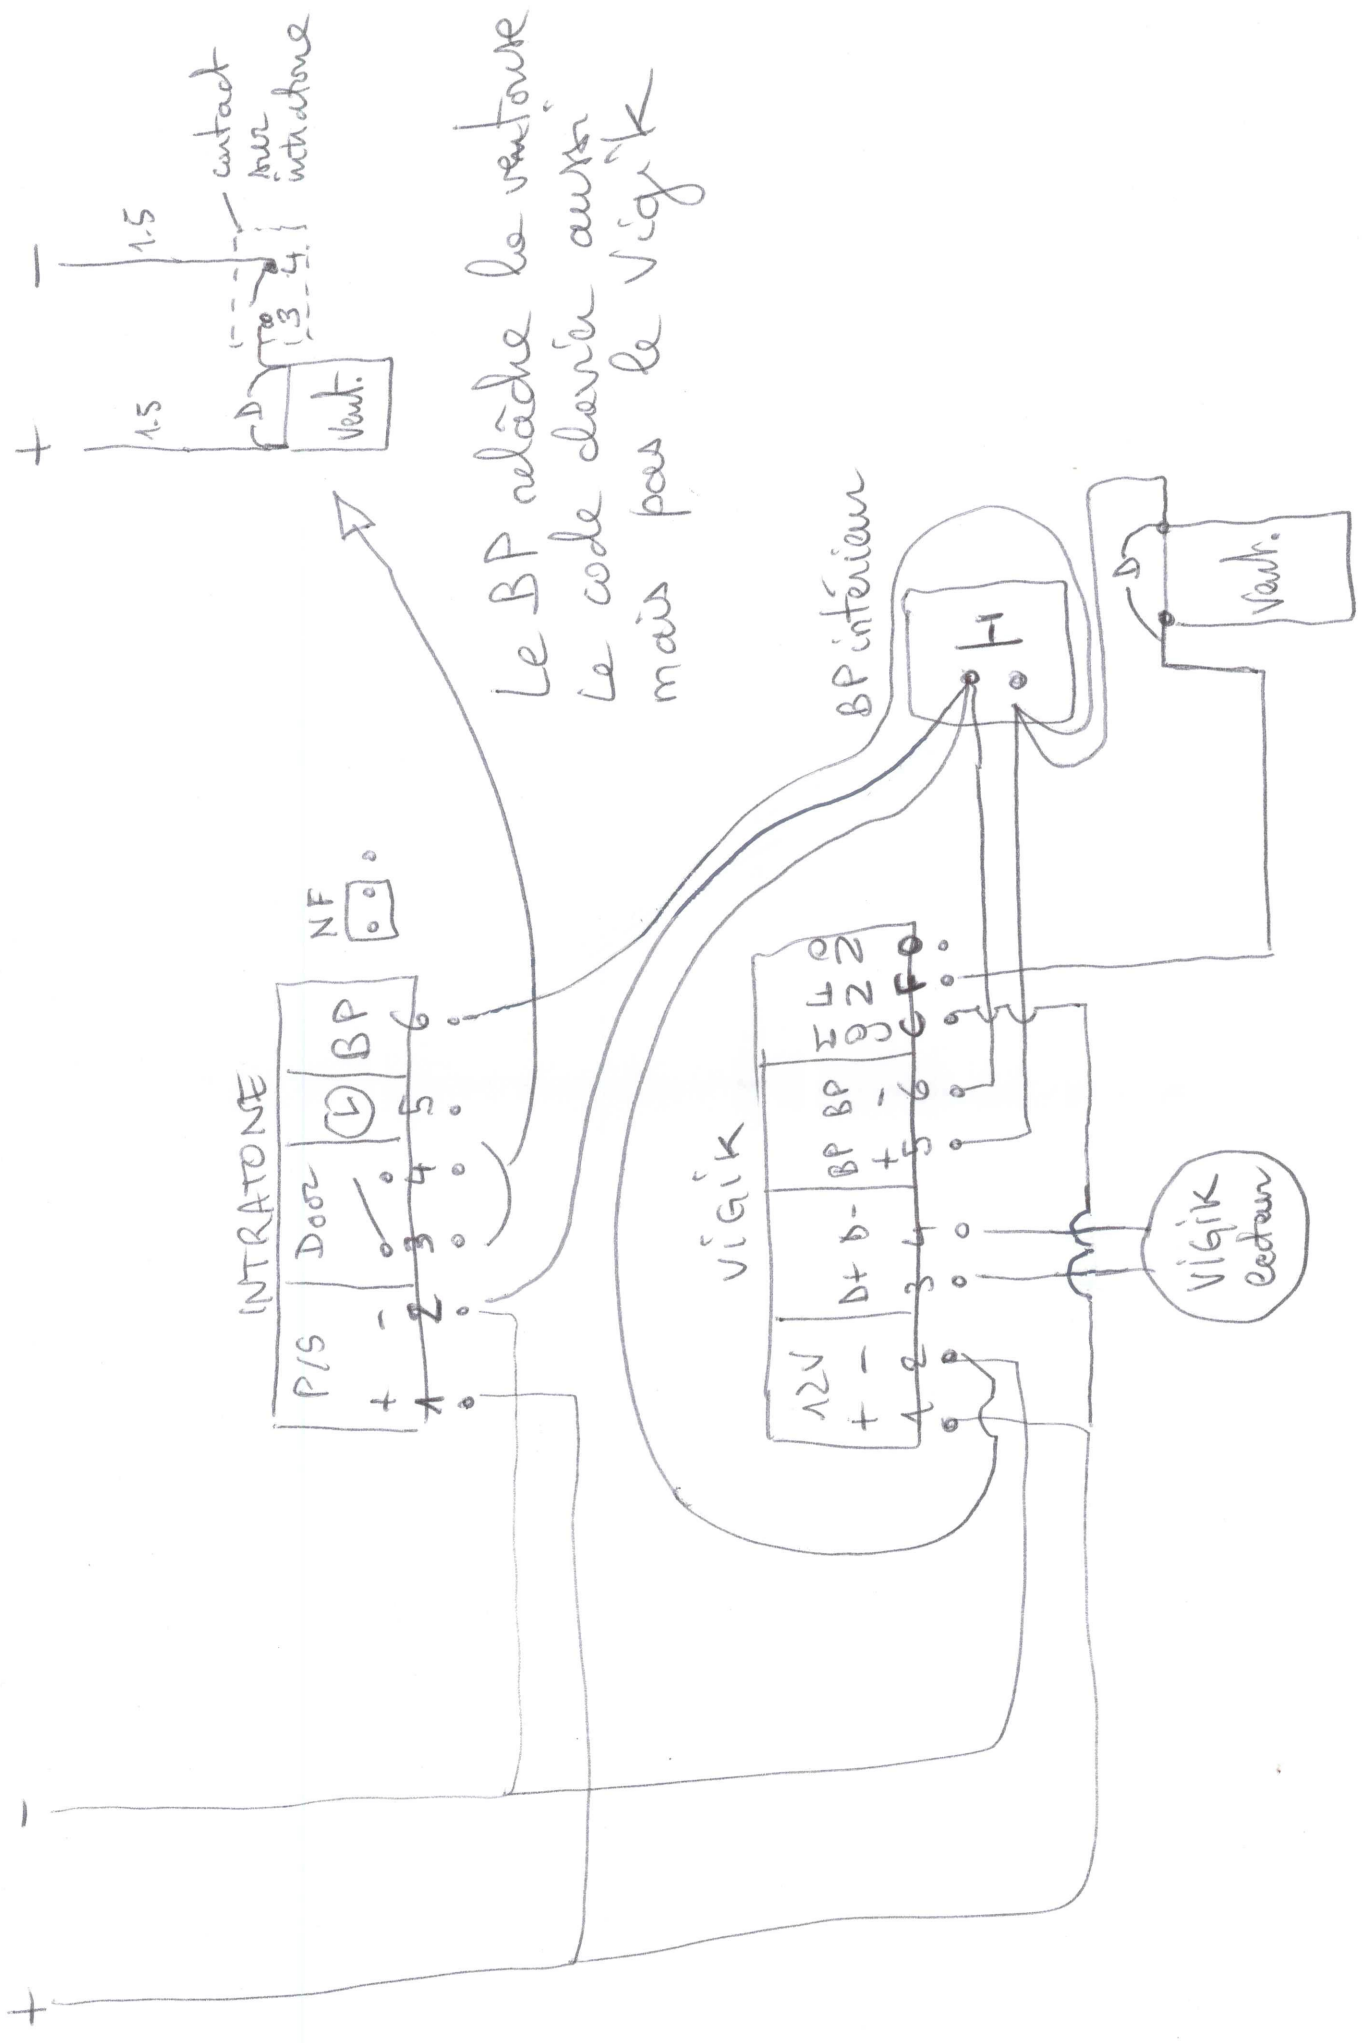 +
-
INTRATONE
P/S
Door
L
BP
+
-
1
2
3
4
5
6
NF
+
-
1.5
1.5
D
Vent.
3
4
contact
sur
intratone
Le BP relâche la ventouse
Le code clavier aussi
mais pas le Vigik
VIGIK
12V
+ -
D+ D-
BP
+
BP
-
1
2
3
4
5
6
C
F
O
8
NF
NO
BP intérieur
D
Vent.
VIGIK
lecteur